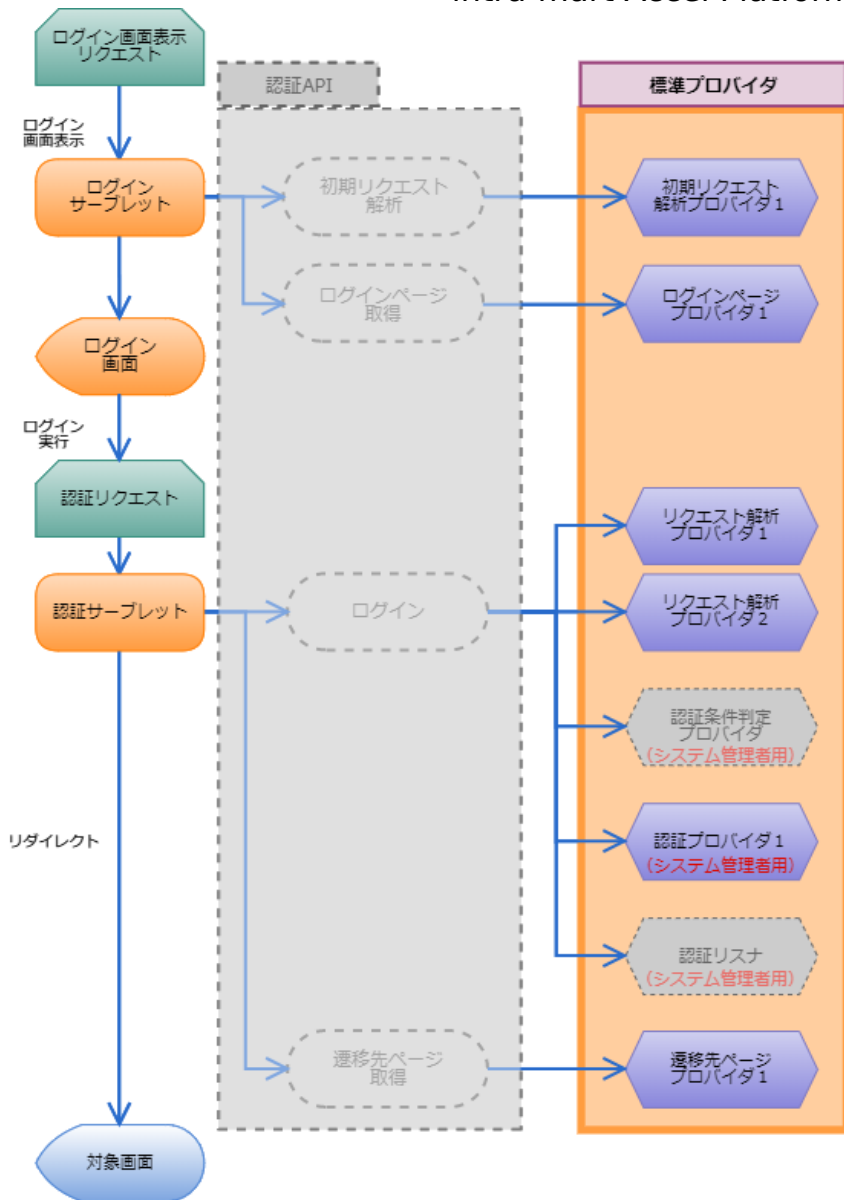 intra-mart Accel Platform
ログイン画面表示
リクエスト
認証API
標準プロバイダ
ログイン
画面表示
ログイン
サーブレット
初期リクエスト
解析
初期リクエスト
解析プロバイダ1
ログインページ
取得
ログインページ
プロバイダ1
ログイン
画面
ログイン
実行
認証リクエスト
リクエスト解析
プロバイダ1
認証サーブレット
ログイン
リクエスト解析
プロバイダ2
認証条件判定
プロバイダ
(システム管理者用)
リダイレクト
認証プロバイダ1
(システム管理者用)
認証リスナ
(システム管理者用)
遷移先ページ
取得
遷移先ページ
プロバイダ1
対象画面